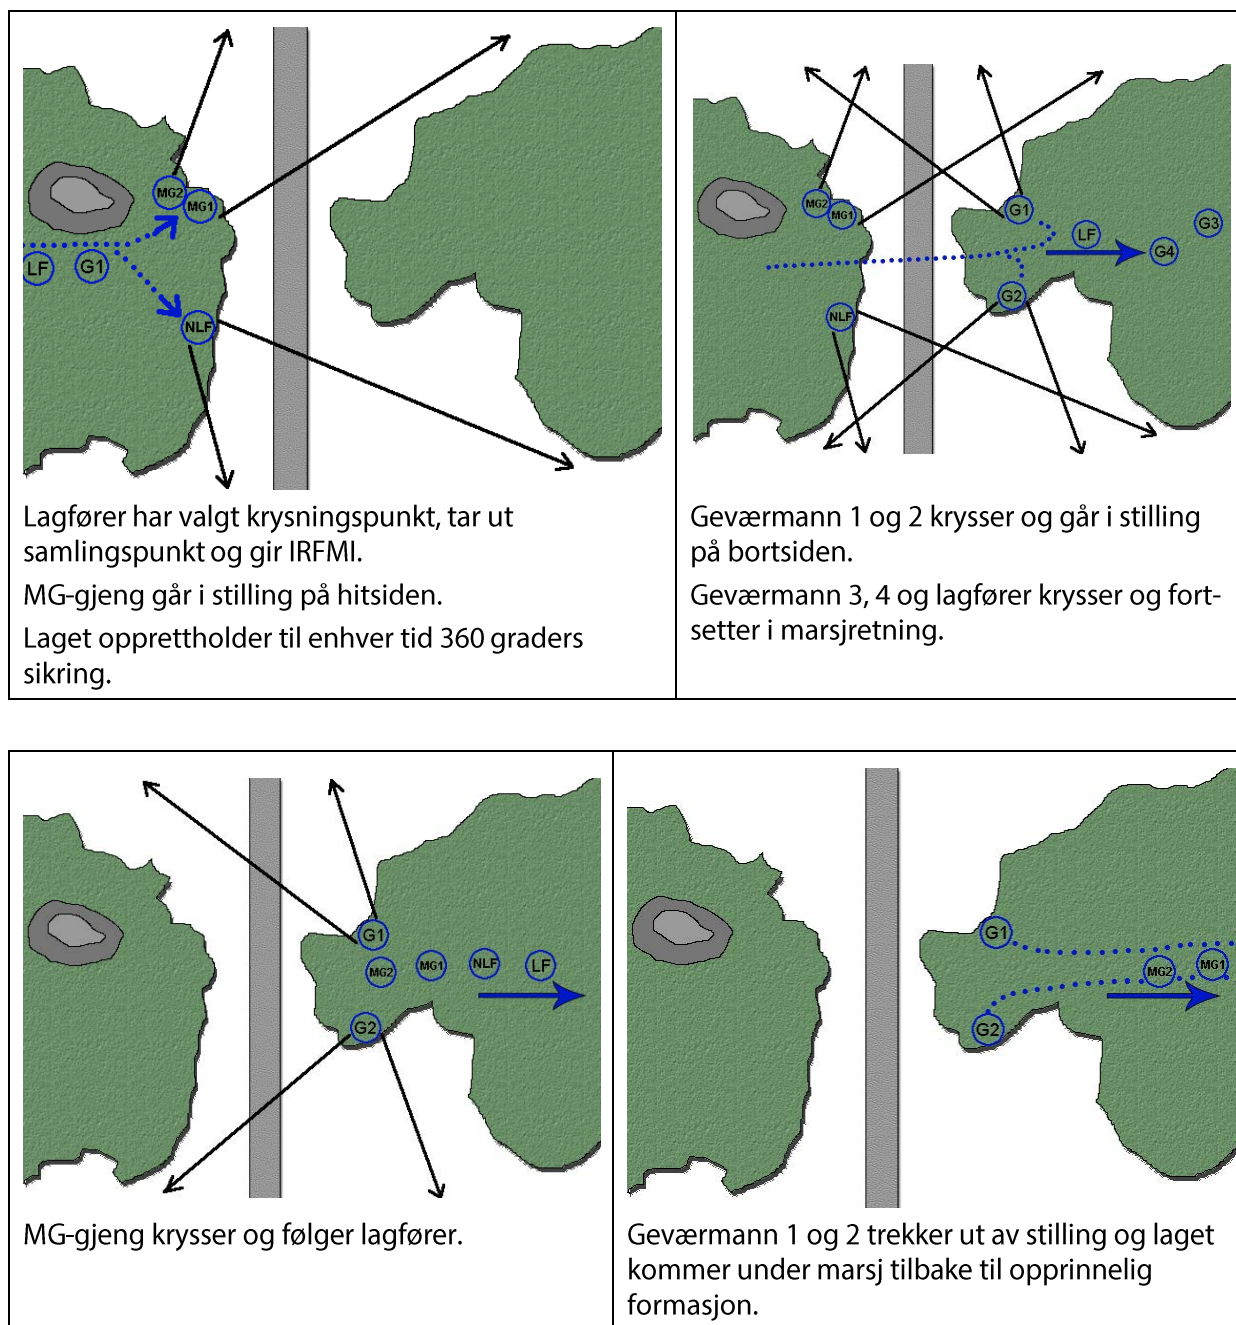 MG2
MG1
LF
G1
NLF
Lagfører har valgt krysningspunkt, tar ut
samlingspunkt og gir IRFMI.
MG-gjeng går i stilling på hitsiden.
Laget opprettholder til enhver tid 360 graders
sikring.
MG2
MG1
G1
LF
G3
G4
G2
NLF
Geværmann 1 og 2 krysser og går i stilling
på bortsiden.
Geværmann 3, 4 og lagfører krysser og fort-
setter i marsjretning.
G1
MG2
MG1
NLF
LF
G2
MG-gjeng krysser og følger lagfører.
G1
MG2
MG1
G2
Geværmann 1 og 2 trekker ut av stilling og laget
kommer under marsj tilbake til opprinnelig
formasjon.